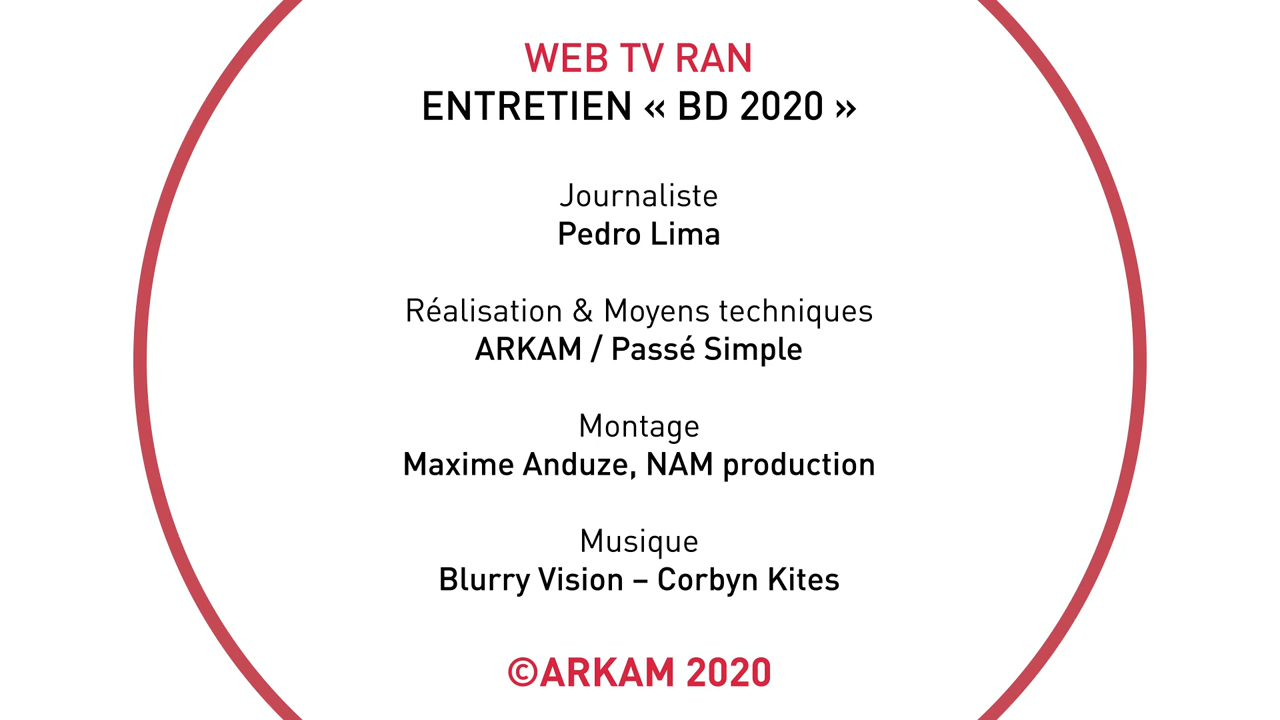 WEB TV RAN
ENTRETIEN « BD 2020 »
Journaliste
Pedro Lima
Réalisation & Moyens techniques
ARKAM / Passé Simple
Montage
Maxime Anduze, NAM production
Musique
Blurry Vision – Corbyn Kites
©ARKAM 2020